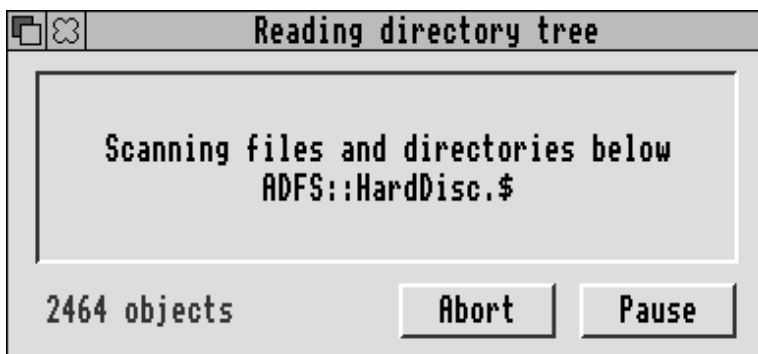 Reading directory tree
Scanning files and directories below
ADFS::HardDisc.$
2464 objects
Abort
Pause